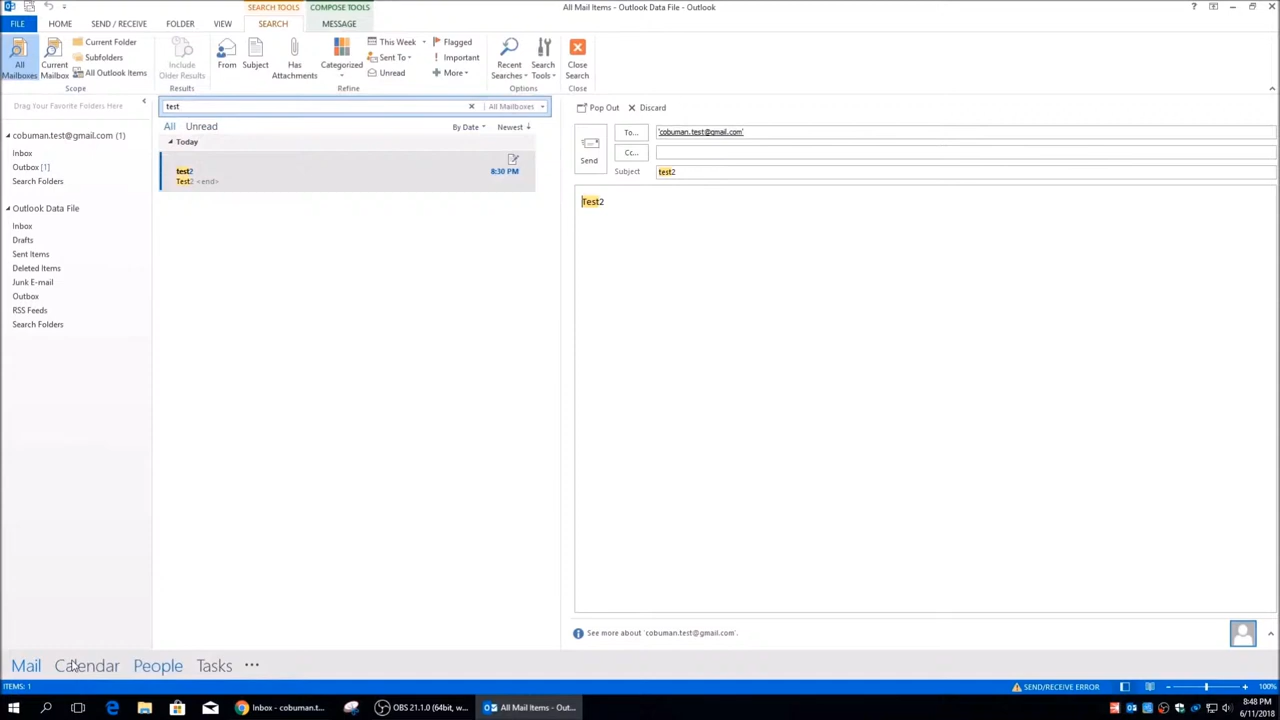 SEARCH TOOLS COMPOSE TOOLS All Mail Items - Outlook Data File - Outlook
FILE HOME SEND / RECEIVE FOLDER VIEW SEARCH MESSAGE
All Mailboxes
Current Mailbox
Current Folder
Subfolders
All Outlook Items
Scope
Include Older Results
Results
From
Subject
Has Attachments
Categorized
This Week
Sent To
Unread
Flagged
Important
More
Refine
Recent Searches
Search Tools
Options
Close Search
Close
Drag Your Favorite Folders Here
cobuman.test@gmail.com (1)
Inbox
Outbox [1]
Search Folders
Outlook Data File
Inbox
Drafts
Sent Items
Deleted Items
Junk E-mail
Outbox
RSS Feeds
Search Folders
test All Mailboxes
All Unread By Date Newest
Today
test2 8:30 PM
Test2 <end>
Pop Out Discard
Send
To... 'cobuman.test@gmail.com'
Cc...
Subject test2
Test2
See more about 'cobuman.test@gmail.com'.
Mail Calendar People Tasks
ITEMS: 1 SEND/RECEIVE ERROR 100%
Inbox - cobuman.t... OBS 21.1.0 (64bit, w... All Mail Items - Out...
8:48 PM
6/11/2018